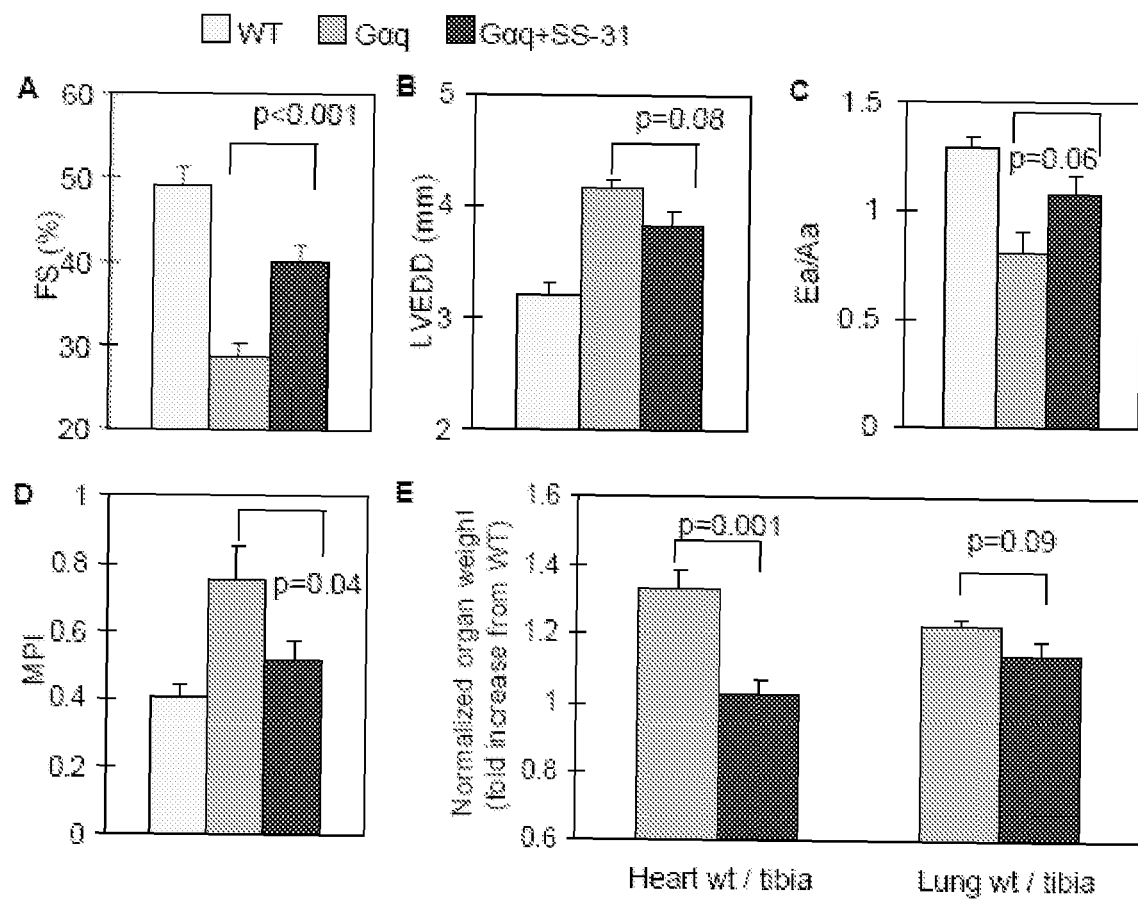 WT Gαq Gαq+SS-31
A
60
50
40
30
20
FS (%)
p<0.001
B
5
4
3
2
LVEDD (mm)
p=0.08
C
1.5
1
0.5
0
Ea/Aa
p=0.06
D
1
0.8
0.6
0.4
0.2
0
MPI
p=0.04
E
1.6
1.4
1.2
1
0.8
0.6
Normalized organ weight
(fold increase from WT)
p=0.001
p=0.09
Heart wt / tibia
Lung wt / tibia